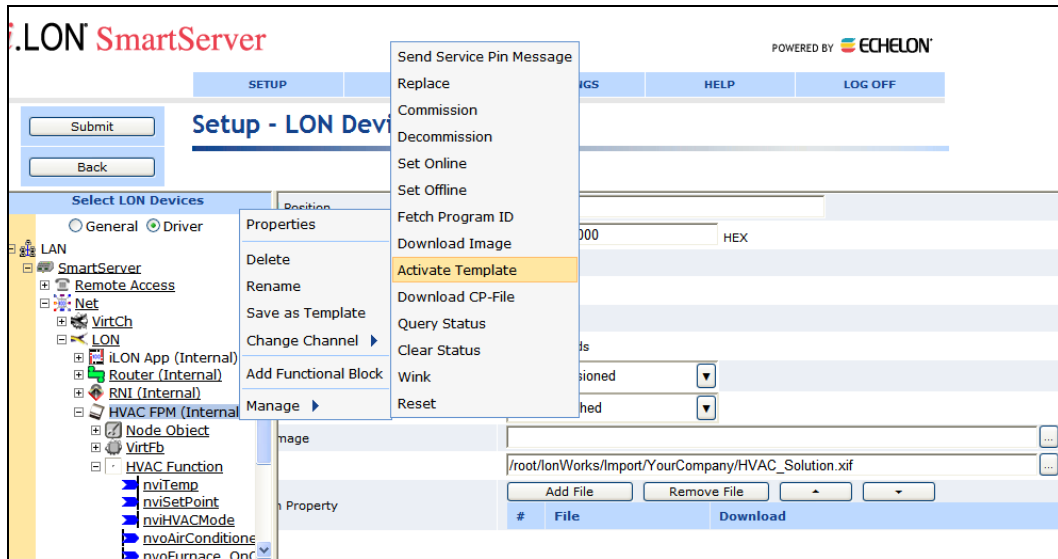 i.LON SmartServer
POWERED BY ECHELON
SETUP
HELP
LOG OFF
Submit
Setup - LON Devi
Back
Select LON Devices
General
Driver
LAN
SmartServer
Remote Access
Net
VirtCh
LON
iLON App (Internal)
Router (Internal)
RNI (Internal)
HVAC FPM (Internal
Node Object
VirtFb
HVAC Function
nviTemp
nviSetPoint
nviHVACMode
nvoAirConditione
Properties
Delete
Rename
Save as Template
Change Channel
Add Functional Block
Manage
Send Service Pin Message
Replace
Commission
Decommission
Set Online
Set Offline
Fetch Program ID
Download Image
Activate Template
Download CP-File
Query Status
Clear Status
Wink
Reset
000 HEX
sioned
hed
mage
...
/root/lonWorks/Import/YourCompany/HVAC_Solution.xif
...
n Property
Add File
Remove File
# File Download